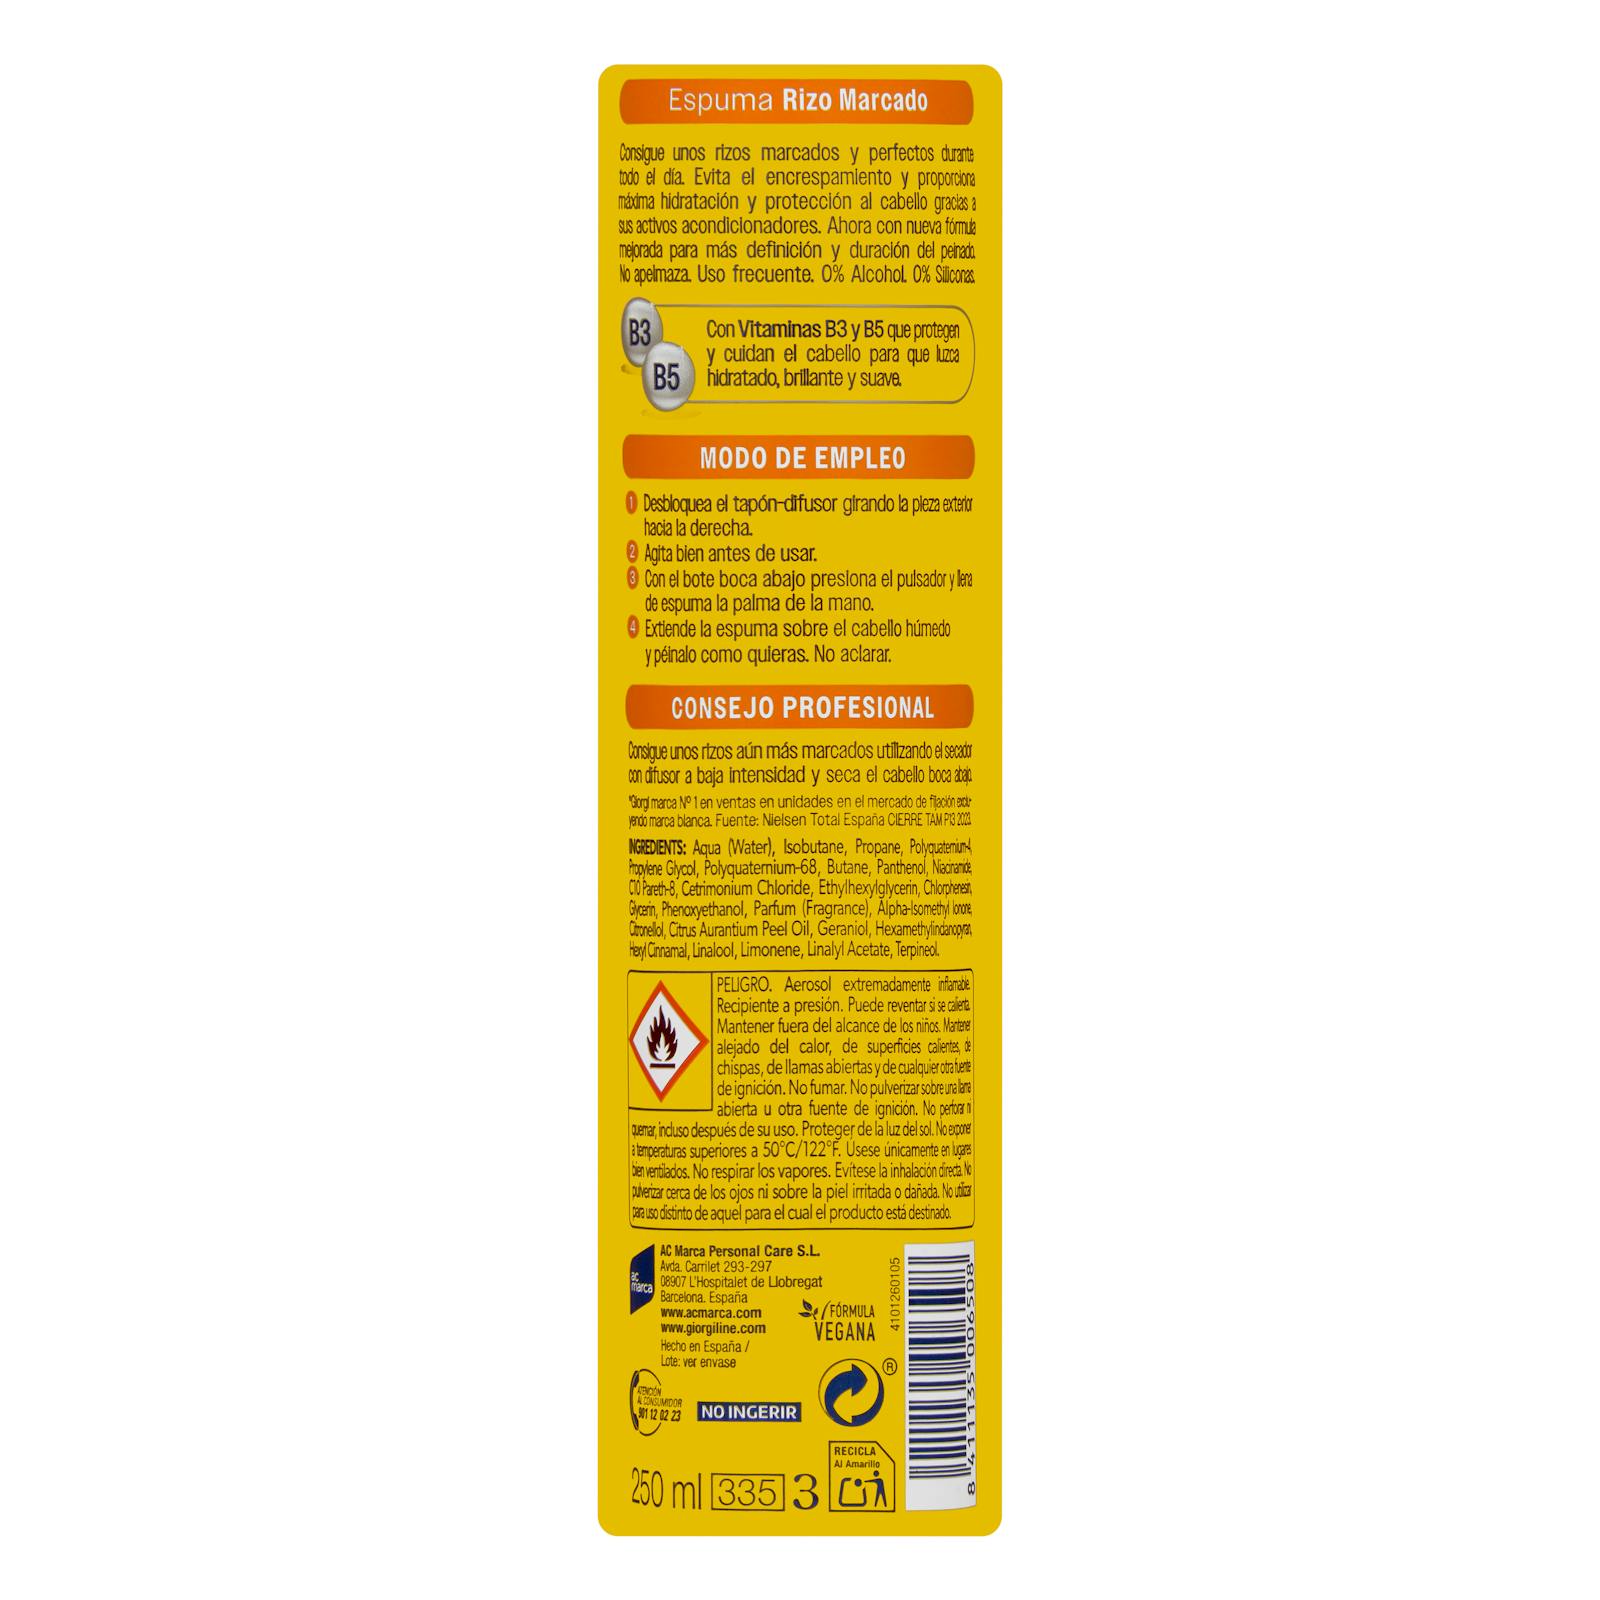 Espuma Rizo Marcado
Consigue unos rizos marcados y perfectos durante
todo el día. Evita el encrespamiento y proporciona
máxima hidratación y protección al cabello gracias a
sus activos acondicionadores. Ahora con nueva fórmula
mejorada para más definición y duración del peinado.
No apelmaza. Uso frecuente. 0% Alcohol. 0% Siliconas.
B3
B5
Con Vitaminas B3 y B5 que protegen
y cuidan el cabello para que luzca
hidratado, brillante y suave.
MODO DE EMPLEO
1 Desbloquea el tapón-difusor girando la pieza exterior
hacia la derecha.
2 Agita bien antes de usar.
3 Con el bote boca abajo presiona el pulsador y llena
de espuma la palma de la mano.
4 Extiende la espuma sobre el cabello húmedo
y péinalo como quieras. No aclarar.
CONSEJO PROFESIONAL
Consigue unos rizos aún más marcados utilizando el secador
con difusor a baja intensidad y seca el cabello boca abajo.
*Giorgi marca Nº 1 en ventas en unidades en el mercado de fijación exclu-
yendo marca blanca. Fuente: Nielsen Total España CIERRE TAM P13 2023.
INGREDIENTS: Aqua (Water), Isobutane, Propane, Polyquaternium-4,
Propylene Glycol, Polyquaternium-68, Butane, Panthenol, Niacinamide,
C10 Pareth-8, Cetrimonium Chloride, Ethylhexylglycerin, Chlorphenesin,
Glycerin, Phenoxyethanol, Parfum (Fragrance), Alpha-Isomethyl Ionone,
Citronellol, Citrus Aurantium Peel Oil, Geraniol, Hexamethylindanopyran,
Hexyl Cinnamal, Linalool, Limonene, Linalyl Acetate, Terpineol.
PELIGRO. Aerosol extremadamente inflamable.
Recipiente a presión. Puede reventar si se calienta.
Mantener fuera del alcance de los niños. Mantener
alejado del calor, de superficies calientes, de
chispas, de llamas abiertas y de cualquier otra fuente
de ignición. No fumar. No pulverizar sobre una llama
abierta u otra fuente de ignición. No perforar ni
quemar, incluso después de su uso. Proteger de la luz del sol. No exponer
a temperaturas superiores a 50°C/122°F. Úsese únicamente en lugares
bien ventilados. No respirar los vapores. Evítese la inhalación directa. No
pulverizar cerca de los ojos ni sobre la piel irritada o dañada. No utilizar
para uso distinto de aquel para el cual el producto está destinado.
ac
marca
AC Marca Personal Care S.L.
Avda. Carrilet 293-297
08907 L'Hospitalet de Llobregat
Barcelona. España
www.acmarca.com
www.giorgiline.com
Hecho en España /
Lote: ver envase
FÓRMULA
VEGANA
4101260105
8 411135 006508
ATENCIÓN
AL CONSUMIDOR
901 12 02 23
NO INGERIR
®
RECICLA
Al Amarillo
250 ml 335 3